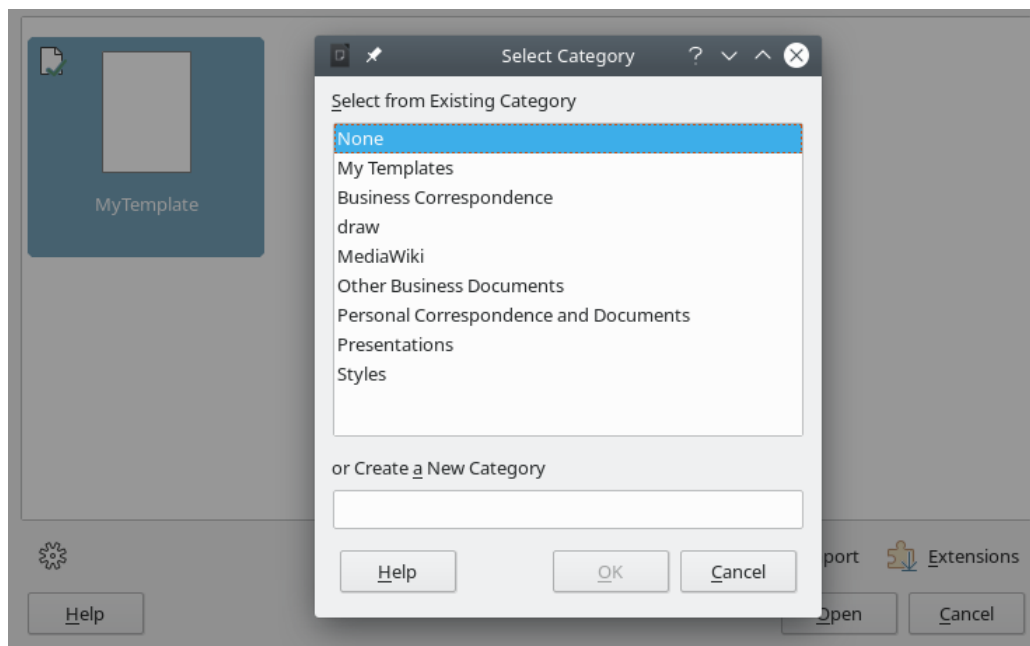 Select Category
Select from Existing Category
None
My Templates
Business Correspondence
draw
MediaWiki
MyTemplate
Other Business Documents
Personal Correspondence and Documents
Presentations
Styles
or Create a New Category
Extensions
Help
OK
Cancel
Help
Open
Cancel